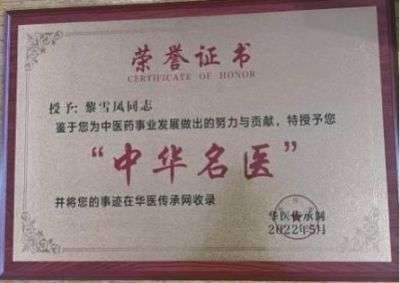 荣誉证书
CERTIFICATE OF HONOR
授予：黎雪凤同志
鉴于您为中医药事业发展做出的努力与贡献，特授予您
“中华名医”
并将您的事迹在华医传承网收录
华医传承网
2022年5月